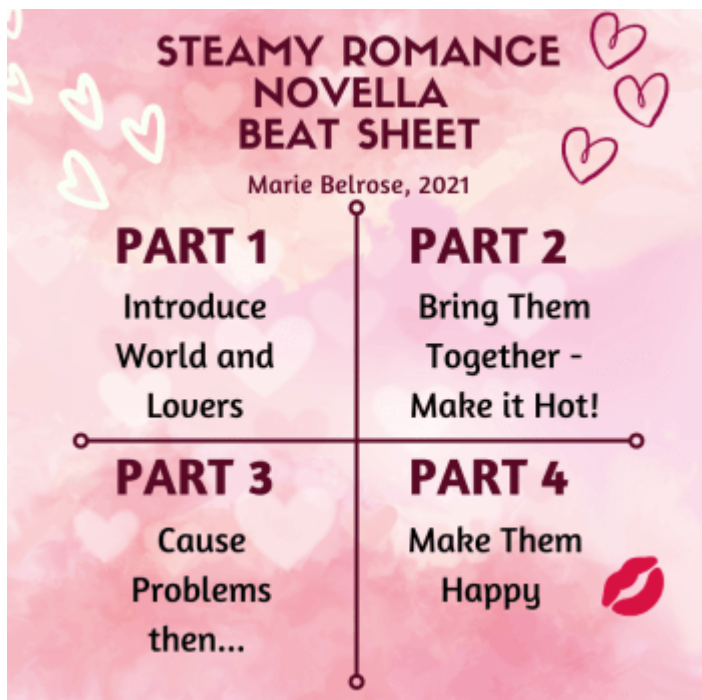 STEAMY ROMANCE
NOVELLA
BEAT SHEET
Marie Belrose, 2021
PART 1
Introduce
World and
Lovers
PART 2
Bring Them
Together -
Make it Hot!
PART 3
Cause
Problems
then...
PART 4
Make Them
Happy